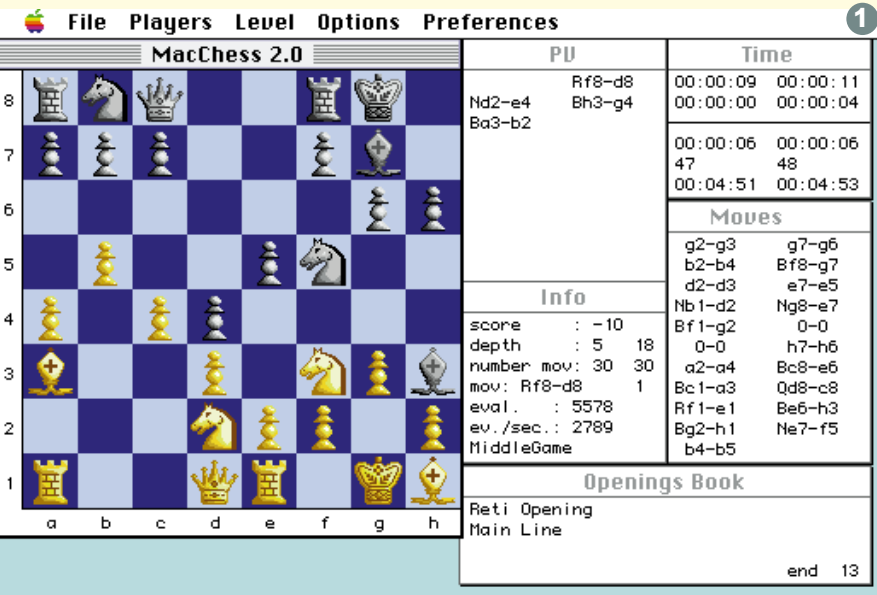 File Players Level Options Preferences
1
MacChess 2.0
8
7
6
5
4
3
2
1
a b c d e f g h
PV
Rf8-d8
Nd2-e4 Bh3-g4
Ba3-b2
Info
score : -10
depth : 5 18
number mov: 30 30
mov: Rf8-d8 1
eval. : 5578
ev./sec.: 2789
MiddleGame
Time
00:00:09 00:00:11
00:00:00 00:00:04
00:00:06 00:00:06
47 48
00:04:51 00:04:53
Moves
g2-g3 g7-g6
b2-b4 Bf8-g7
d2-d3 e7-e5
Nb1-d2 Ng8-e7
Bf1-g2 0-0
0-0 h7-h6
a2-a4 Bc8-e6
Bc1-a3 Qd8-c8
Rf1-e1 Be6-h3
Bg2-h1 Ne7-f5
b4-b5
Openings Book
Reti Opening
Main Line
end 13